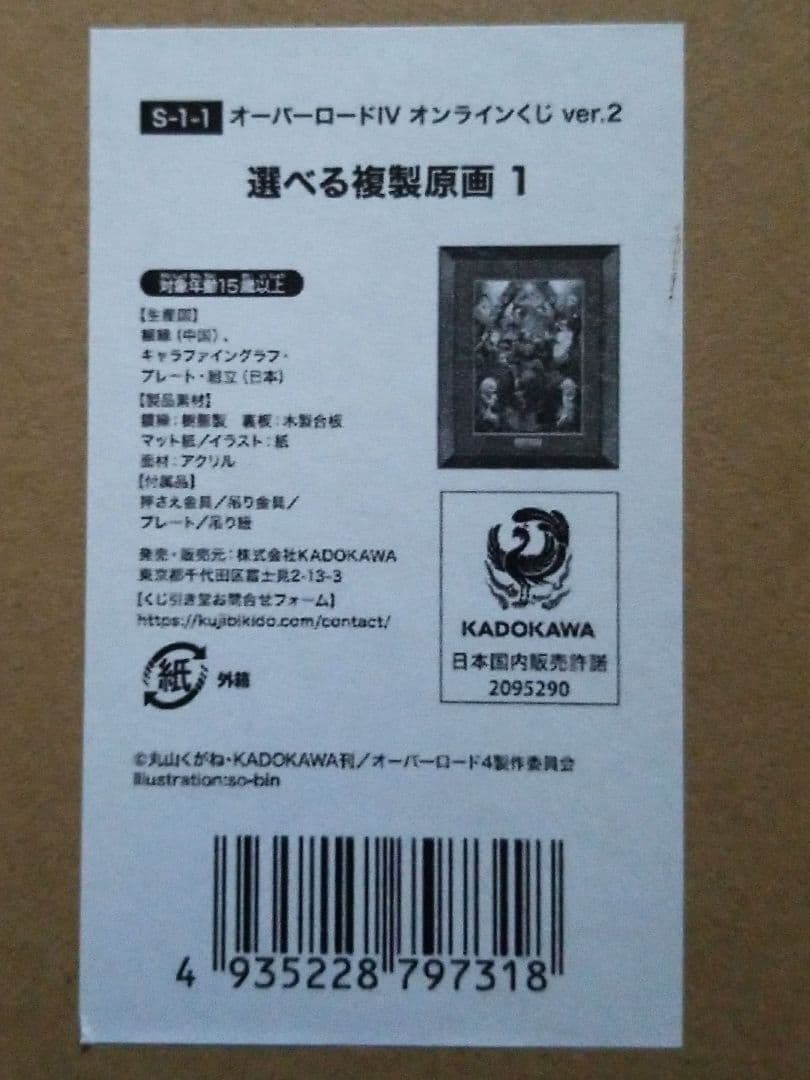 S-1-1 オーバーロードIV オンラインくじ ver.2
選べる複製原画 1
対象年齢15歳以上
【生産国】
額縁（中国）、
キャラファイングラフ・
プレート・組立（日本）
【製品素材】
額縁：樹脂製　裏板：木製合板
マット紙／イラスト：紙
面材：アクリル
【付属品】
押さえ金具／吊り金具／
プレート／吊り紐
発売・販売元：株式会社KADOKAWA
東京都千代田区富士見2-13-3
【くじ引き堂お問合せフォーム】
https://kujibikido.com/contact/
紙 外箱
KADOKAWA
日本国内販売許諾
2095290
©丸山くがね・KADOKAWA刊／オーバーロード4製作委員会
Illustration:so-bin
4 935228 797318